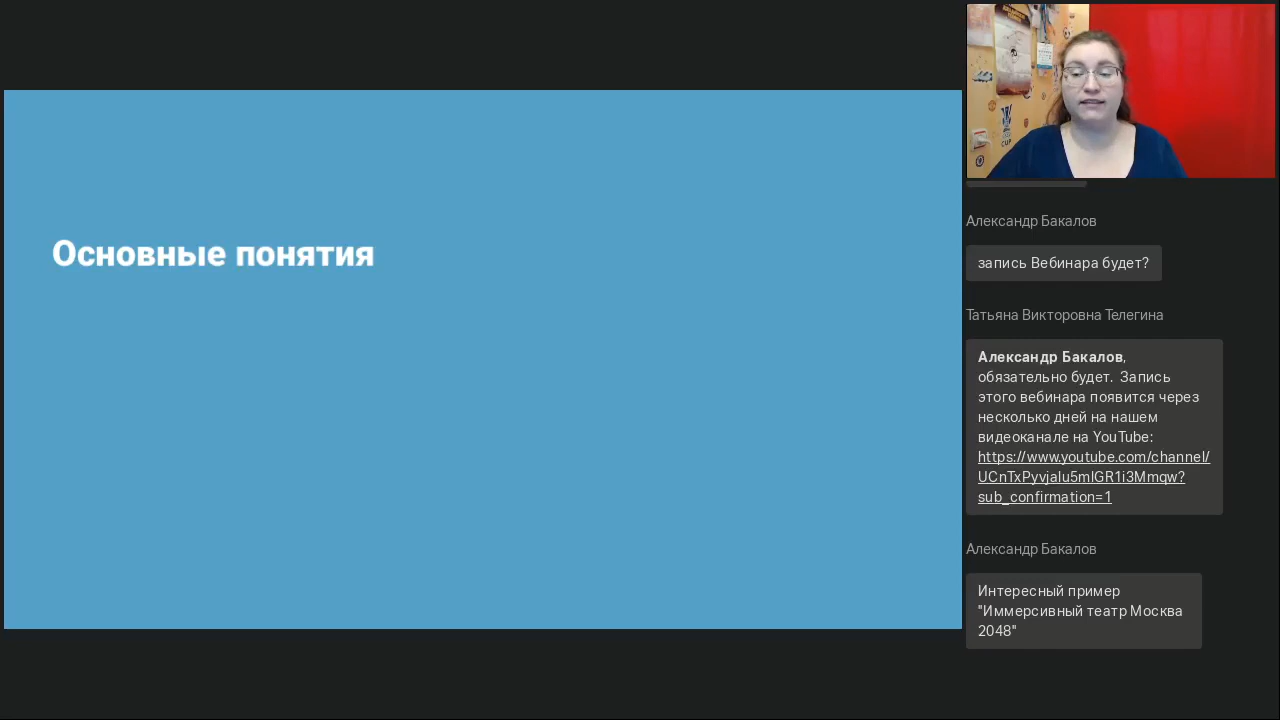 Основные понятия
CUP
Александр Бакалов
запись Вебинара будет?
Татьяна Викторовна Телегина
Александр Бакалов,
обязательно будет. Запись
этого вебинара появится через
несколько дней на нашем
видеоканале на YouTube:
https://www.youtube.com/channel/
UCnTxPyvjalu5mlGR1i3Mmqw?
sub_confirmation=1
Александр Бакалов
Интересный пример
"Иммерсивный театр Москва
2048"